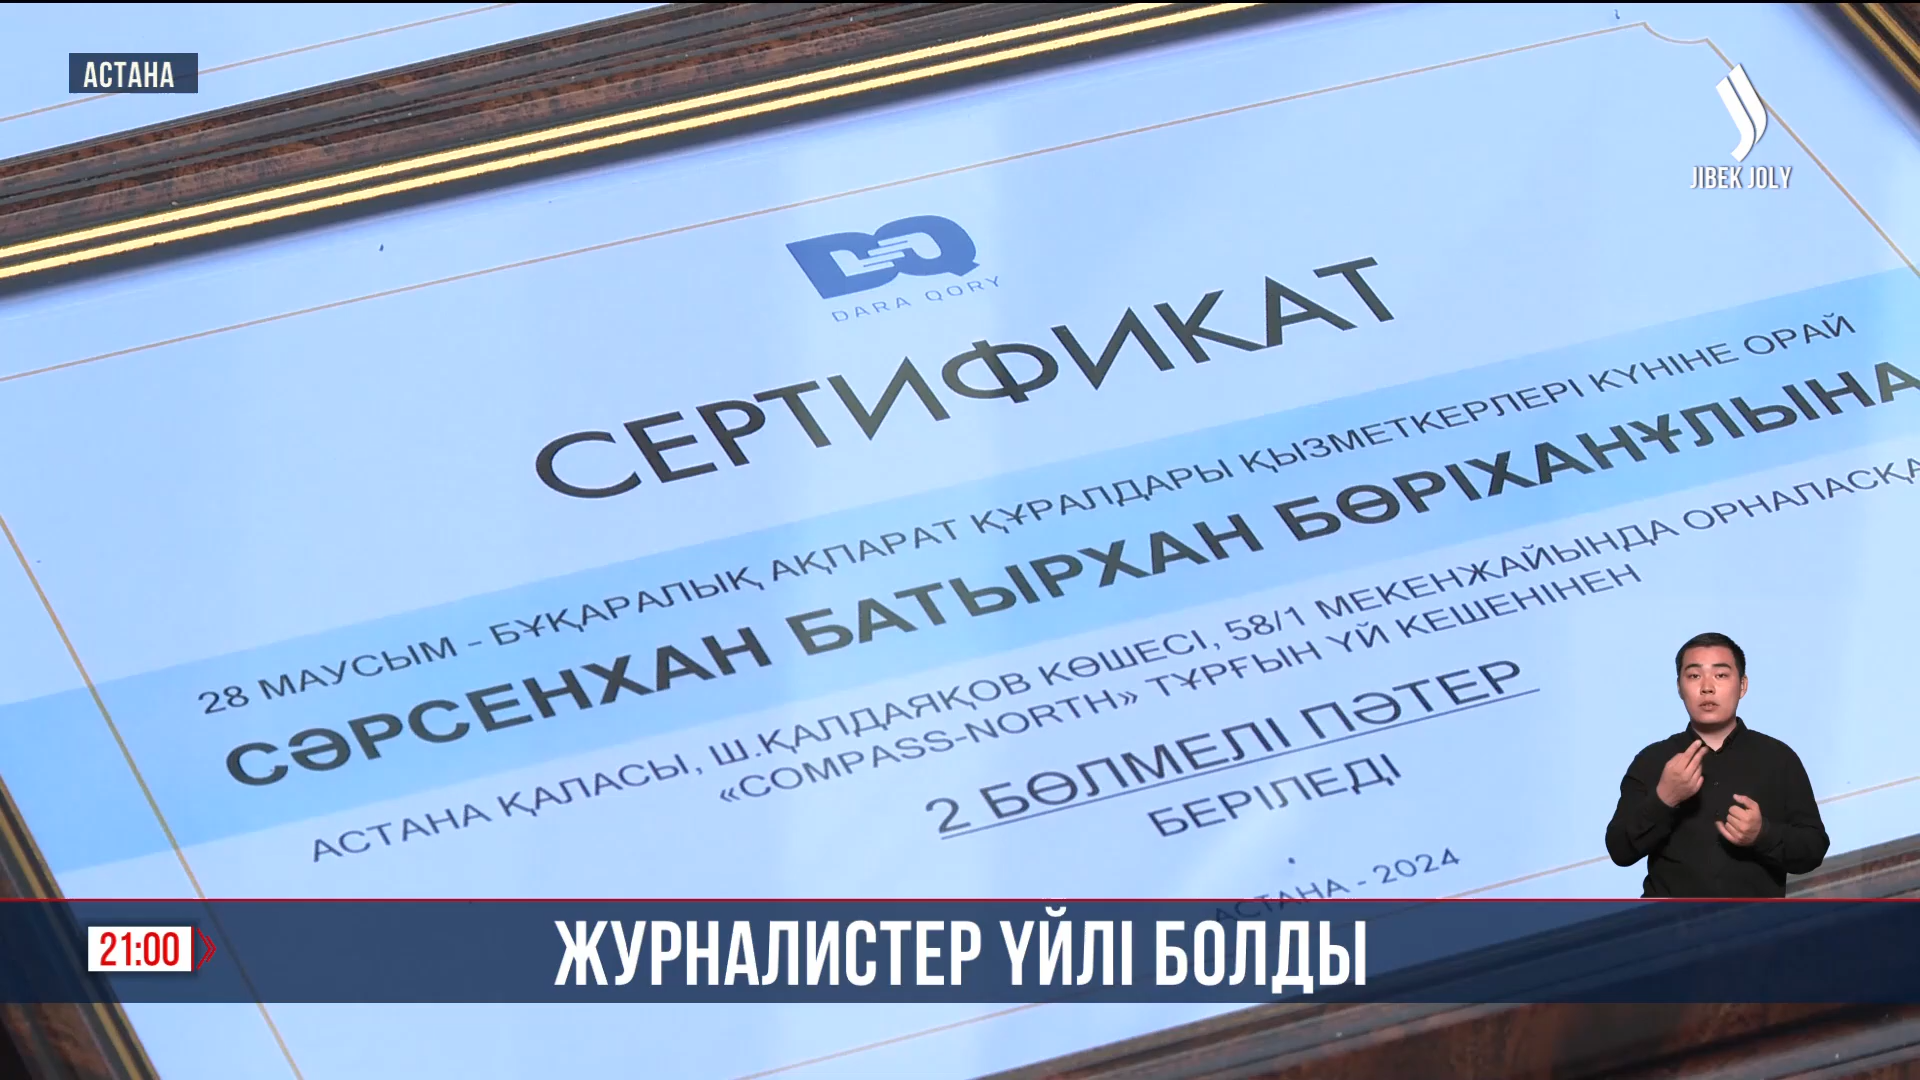 АСТАНА
JIBEK JOLY
DQ
DARA QORY
СЕРТИФИКАТ
28 МАУСЫМ - БҰҚАРАЛЫҚ АҚПАРАТ ҚҰРАЛДАРЫ ҚЫЗМЕТКЕРЛЕРІ КҮНІНЕ ОРАЙ
СӘРСЕНХАН БАТЫРХАН БӨРІХАНҰЛЫНА
АСТАНА ҚАЛАСЫ, Ш.ҚАЛДАЯҚОВ КӨШЕСІ, 58/1 МЕКЕНЖАЙЫНДА ОРНАЛАСҚА
«COMPASS-NORTH» ТҰРҒЫН ҮЙ КЕШЕНІНЕН
2 БӨЛМЕЛІ ПӘТЕР
БЕРІЛЕДІ
АСТАНА - 2024
21:00
ЖУРНАЛИСТЕР ҮЙЛІ БОЛДЫ